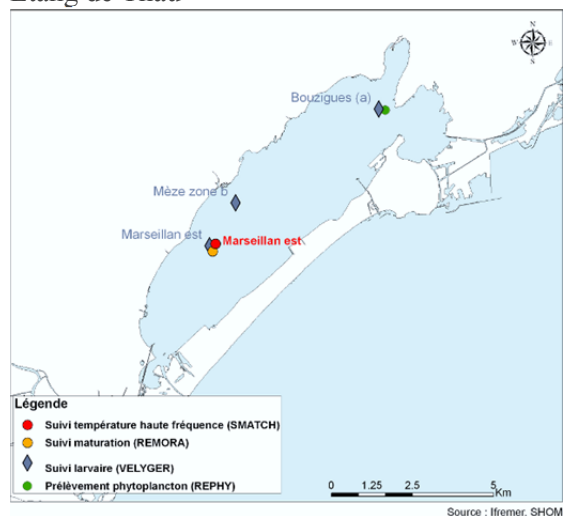 Etang de Thau
N
W
E
S
Bouzigues (a)
Mèze zone b
Marseillan est
Marseillan est
Légende
Suivi température haute fréquence (SMATCH)
Suivi maturation (REMORA)
Suivi larvaire (VELYGER)
Prélèvement phytoplancton (REPHY)
0 1.25 2.5 5
Km
Source : Ifremer, SHOM